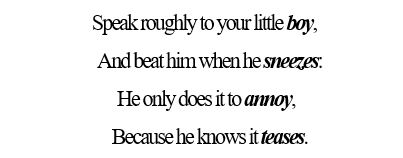 Speak roughly to your little boy,
And beat him when he sneezes:
He only does it to annoy,
Because he knows it teases.